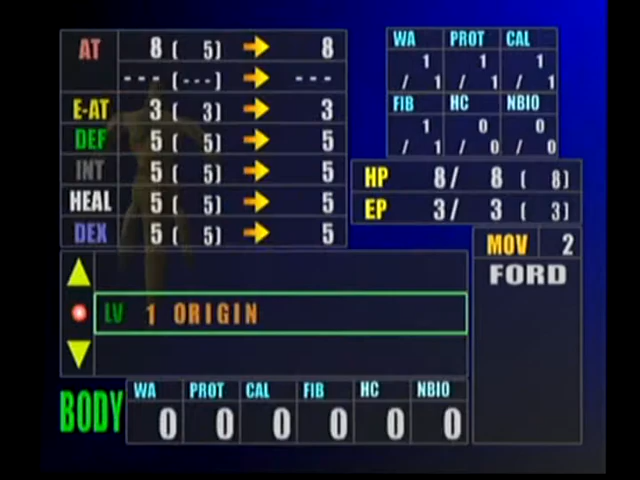 AT 8 ( 5) 8
--- (---) ---
E-AT 3 ( 3) 3
DEF 5 ( 5) 5
INT 5 ( 5) 5
HEAL 5 ( 5) 5
DEX 5 ( 5) 5
WA PROT CAL
1 1 1
/ 1 / 1 / 1
FIB HC NBIO
1 0 0
/ 1 / 0 / 0
HP 8/ 8 ( 8)
EP 3/ 3 ( 3)
MOV 2
FORD
LV 1 ORIGIN
BODY
WA PROT CAL FIB HC NBIO
0 0 0 0 0 0